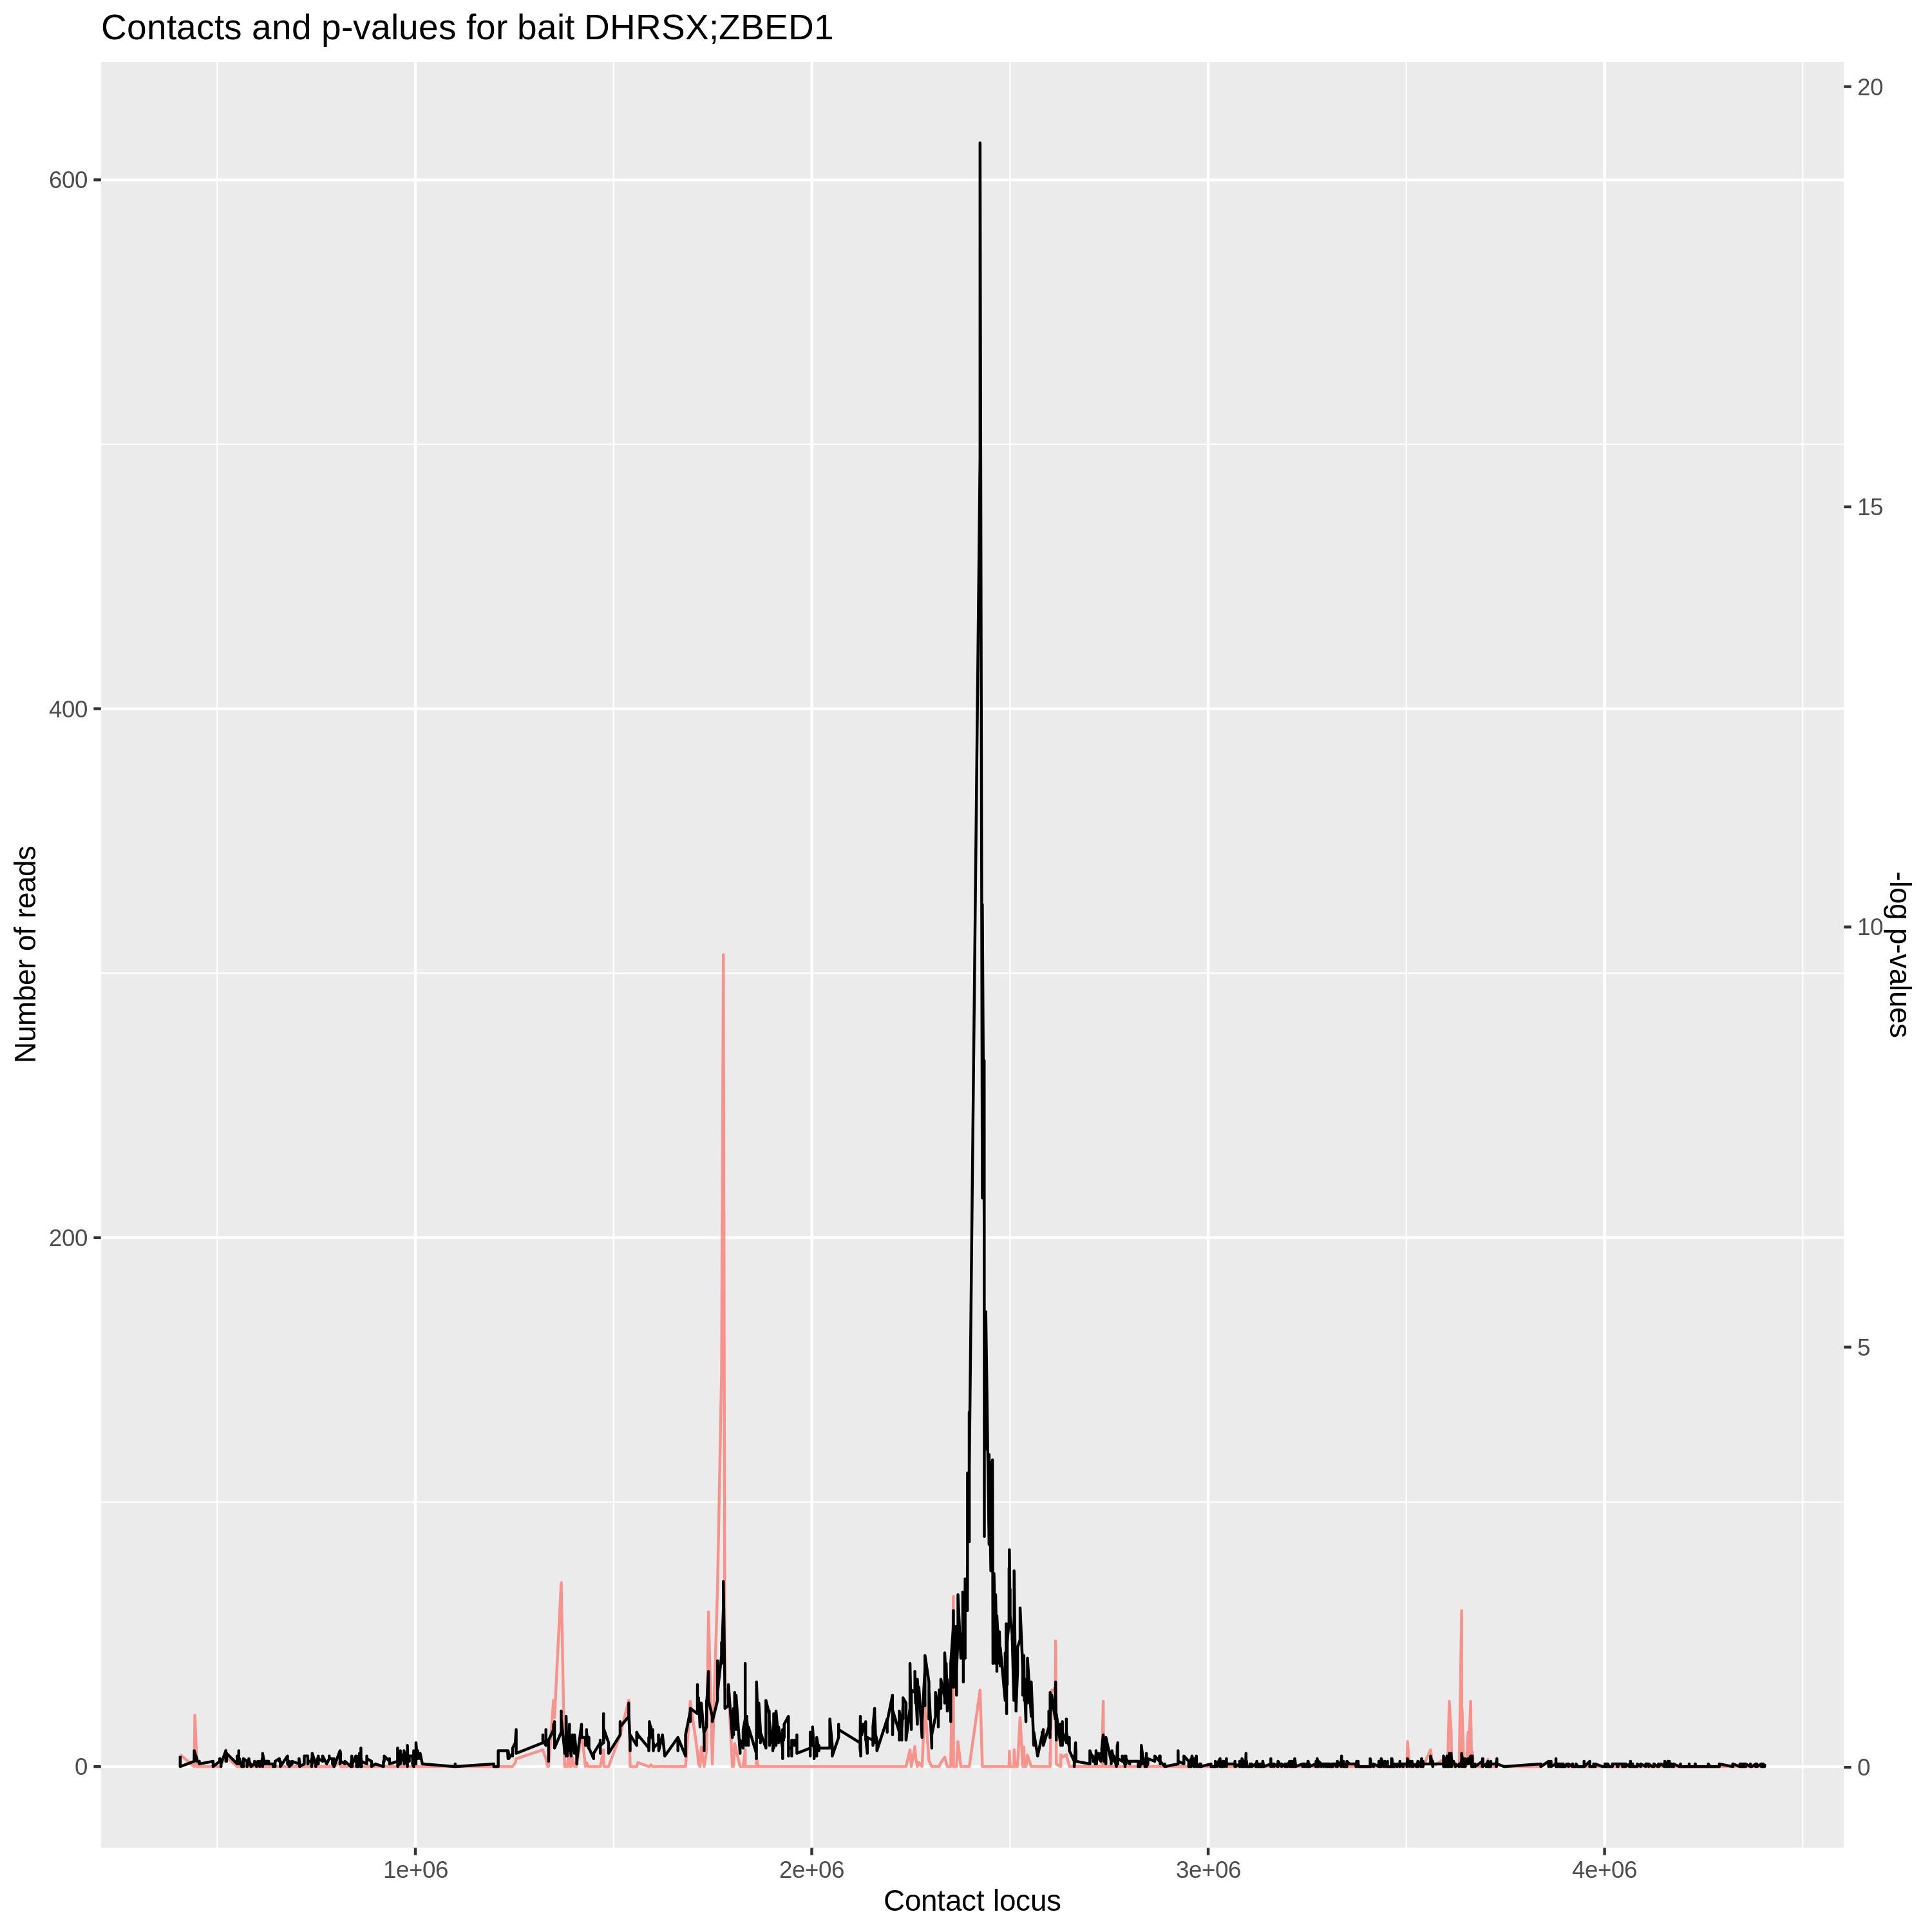 Contacts and p-values for bait DHRSX;ZBED1
Number of reads
600
400
200
0
20
15
10
5
0
-log p-values
1e+06
2e+06
3e+06
4e+06
Contact locus